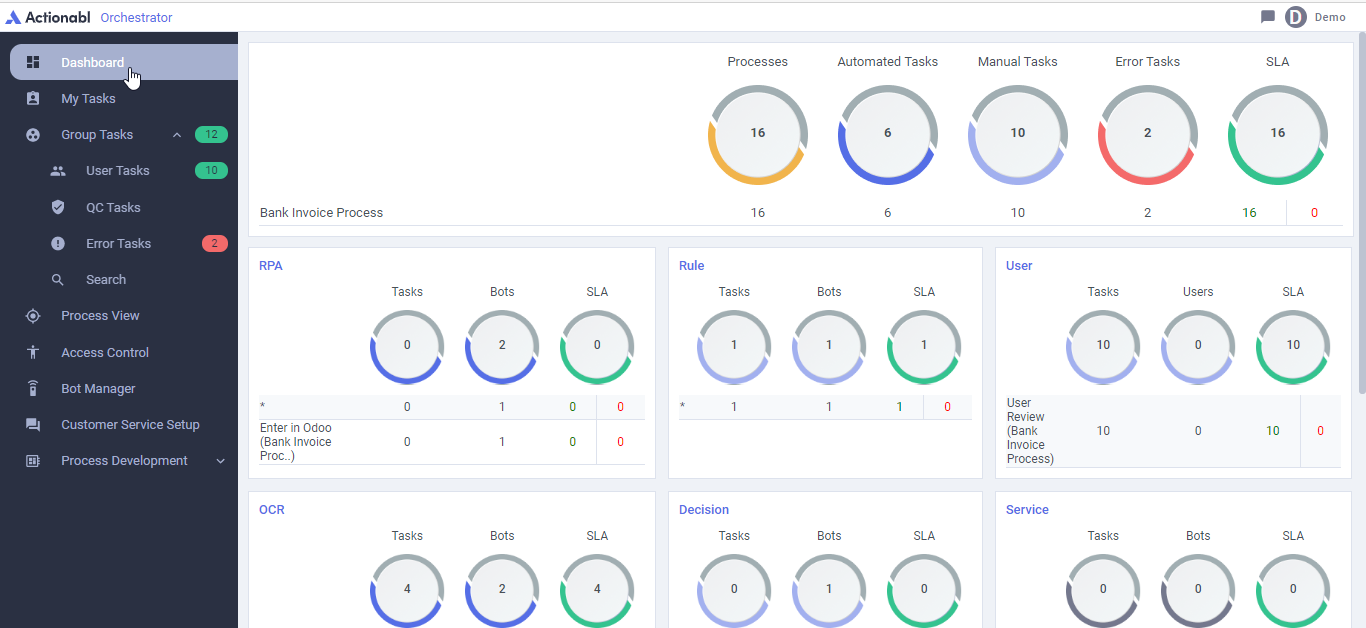 Actionabl Orchestrator
D Demo
Dashboard
My Tasks
Group Tasks 12
User Tasks 10
QC Tasks
Error Tasks 2
Search
Process View
Access Control
Bot Manager
Customer Service Setup
Process Development
Processes Automated Tasks Manual Tasks Error Tasks SLA
16 6 10 2 16
Bank Invoice Process 16 6 10 2 16 0
RPA
Tasks Bots SLA
0 2 0
* 0 1 0 0
Enter in Odoo
(Bank Invoice 0 1 0 0
Proc..)
Rule
Tasks Bots SLA
1 1 1
* 1 1 1 0
User
Tasks Users SLA
10 0 10
User
Review
(Bank 10 0 10 0
Invoice
Process)
OCR
Tasks Bots SLA
4 2 4
Decision
Tasks Bots SLA
0 1 0
Service
Tasks Bots SLA
0 0 0